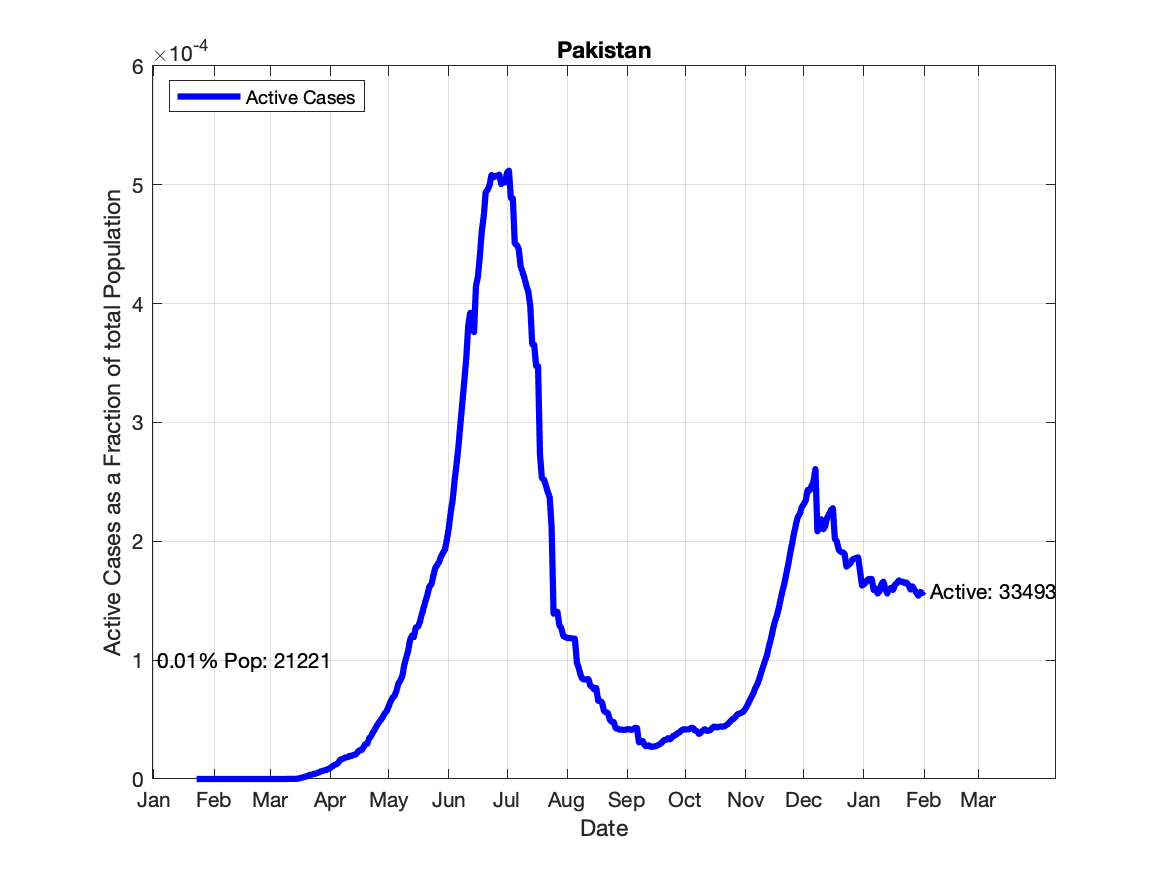 Pakistan
×10-4
6
5
4
3
2
1
0
Active Cases
Active Cases as a Fraction of total Population
0.01% Pop: 21221
Active: 33493
Jan Feb Mar Apr May Jun Jul Aug Sep Oct Nov Dec Jan Feb Mar
Date